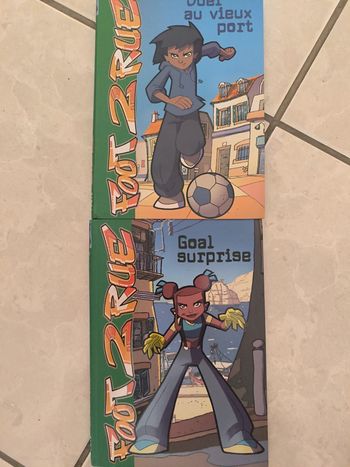 FOOT 2 RUE
Duel
au vieux
port
FOOT 2 RUE
Goal
surprise